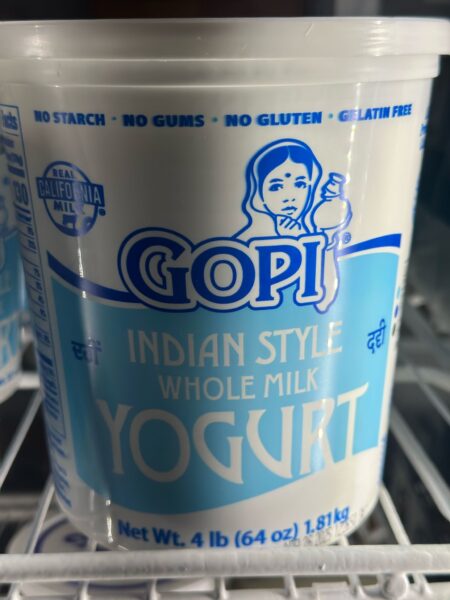 NO STARCH · NO GUMS · NO GLUTEN · GELATIN FREE
REAL
CALIFORNIA
MILK
GOPI
INDIAN STYLE
दही
WHOLE MILK
YOGURT
Net Wt. 4 lb (64 oz) 1.81kg